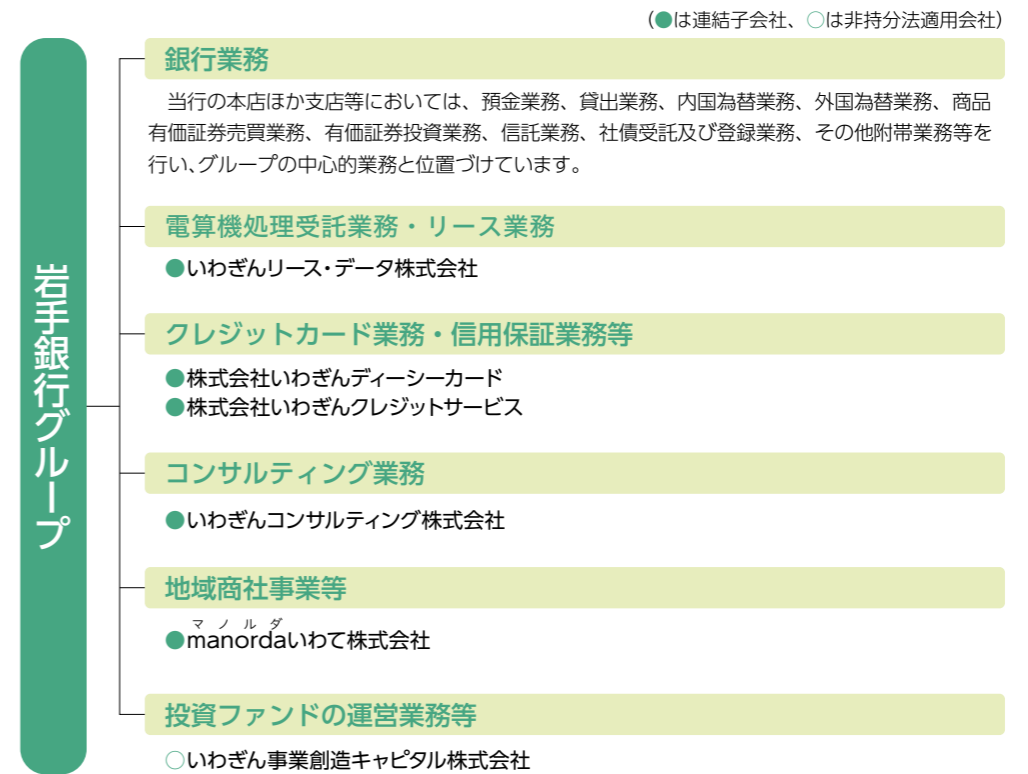 (●は連結子会社、○は非持分法適用会社)
岩手銀行グループ
銀行業務
当行の本店ほか支店等においては、預金業務、貸出業務、内国為替業務、外国為替業務、商品
有価証券売買業務、有価証券投資業務、信託業務、社債受託及び登録業務、その他附帯業務等を
行い、グループの中心的業務と位置づけています。
電算機処理受託業務・リース業務
●いわぎんリース・データ株式会社
クレジットカード業務・信用保証業務等
●株式会社いわぎんディーシーカード
●株式会社いわぎんクレジットサービス
コンサルティング業務
●いわぎんコンサルティング株式会社
地域商社事業等
マノルダ
●manordaいわて株式会社
投資ファンドの運営業務等
○いわぎん事業創造キャピタル株式会社